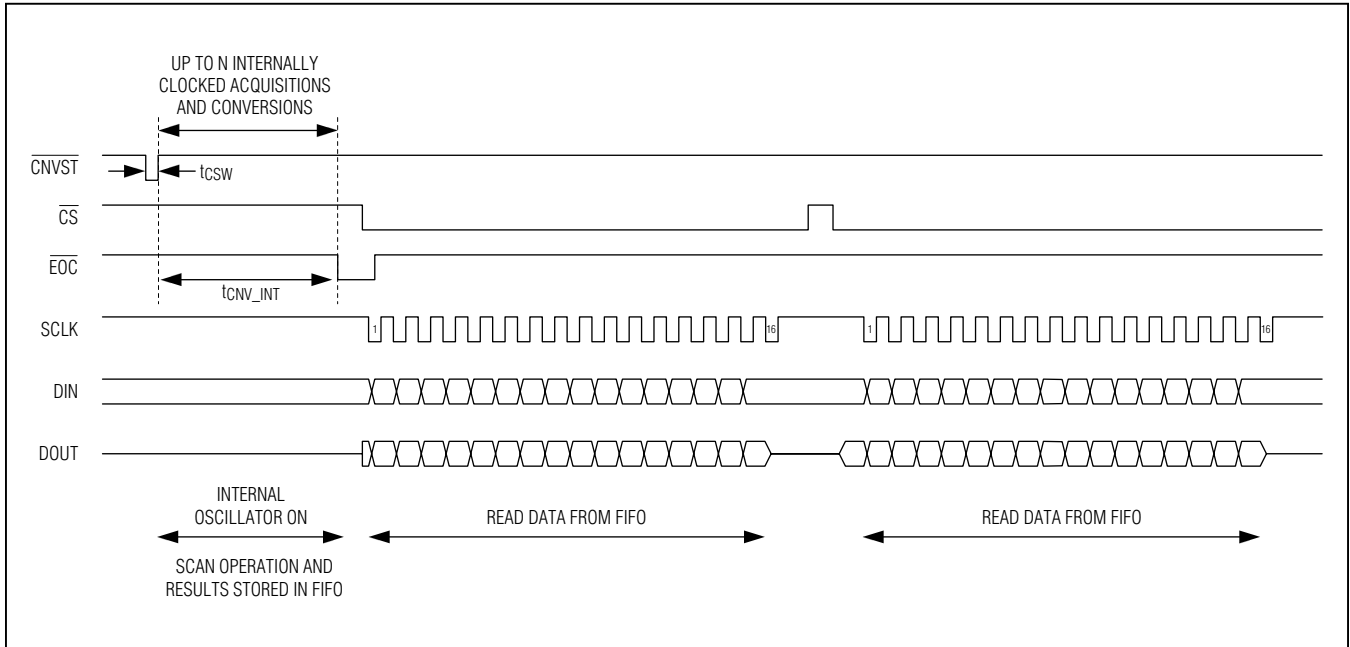 UP TO N INTERNALLY
CLOCKED ACQUISITIONS
AND CONVERSIONS
CNVST
tCSW
CS
EOC
tCNV_INT
SCLK
1
16
1
16
DIN
DOUT
INTERNAL
OSCILLATOR ON
READ DATA FROM FIFO
READ DATA FROM FIFO
SCAN OPERATION AND
RESULTS STORED IN FIFO